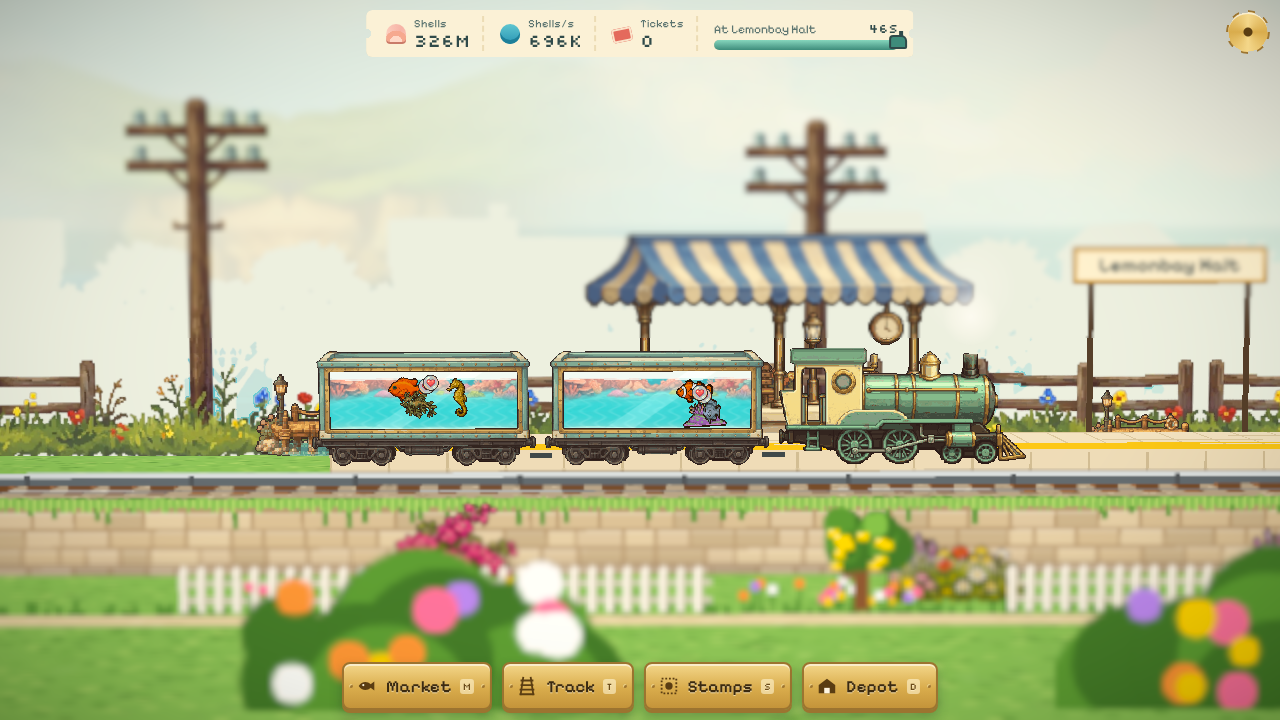 Shells
326M
Shells/s
696K
Tickets
0
At Lemonbay Halt
46s
Lemonbay Halt
Market M
Track T
Stamps S
Depot D